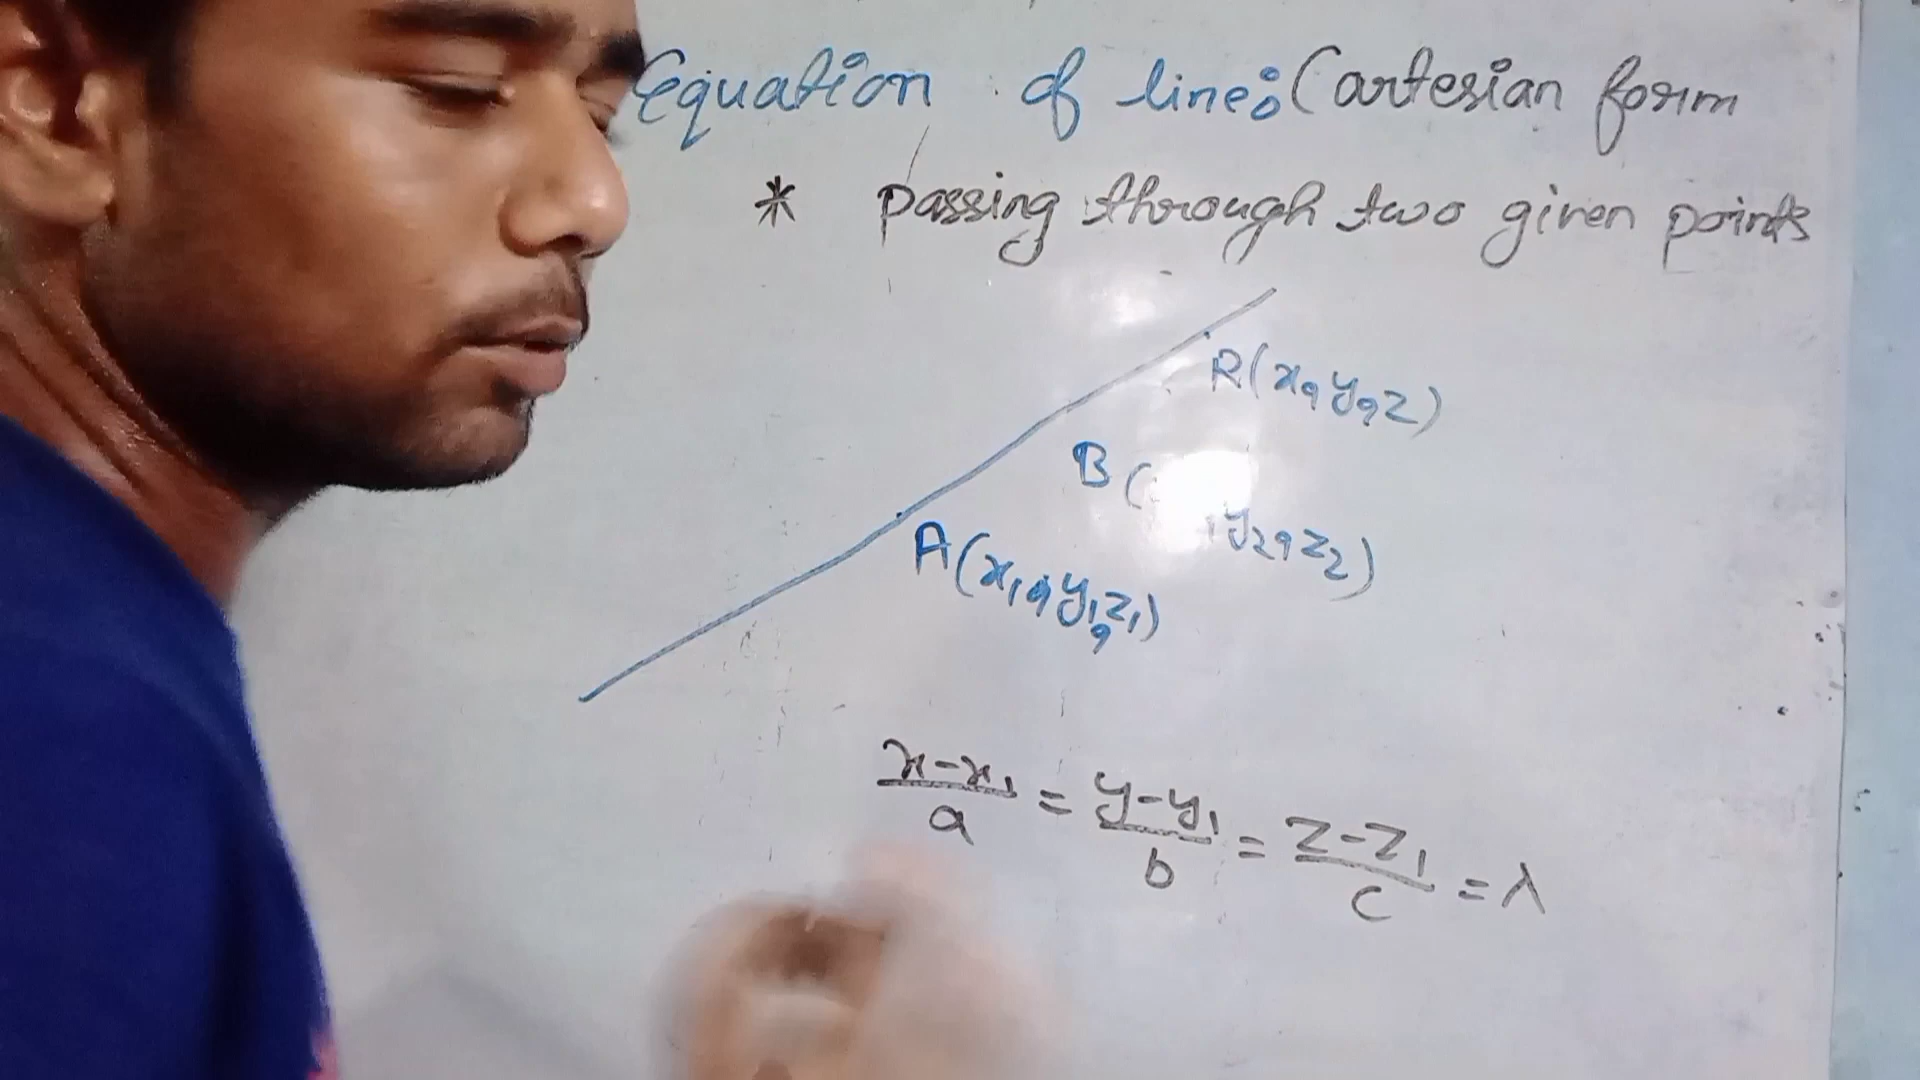 Equation of line: Cartesian form
* passing through two given points
R(x, y, z)
B( , y₂, z₂)
A(x₁, y₁, z₁)
x-x₁/a = y-y₁/b = z-z₁/c = λ